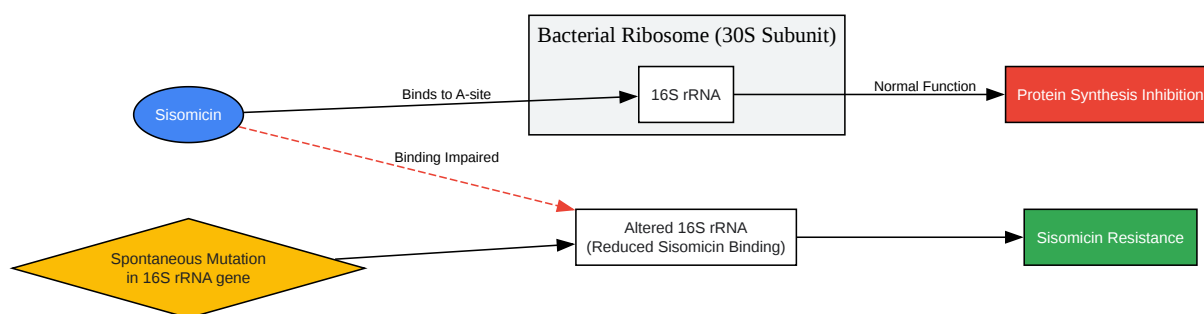 Bacterial Ribosome (30S Subunit)
Sisomicin
Binds to A-site
16S rRNA
Normal Function
Protein Synthesis Inhibition
Binding Impaired
Spontaneous Mutation
in 16S rRNA gene
Altered 16S rRNA
(Reduced Sisomicin Binding)
Sisomicin Resistance